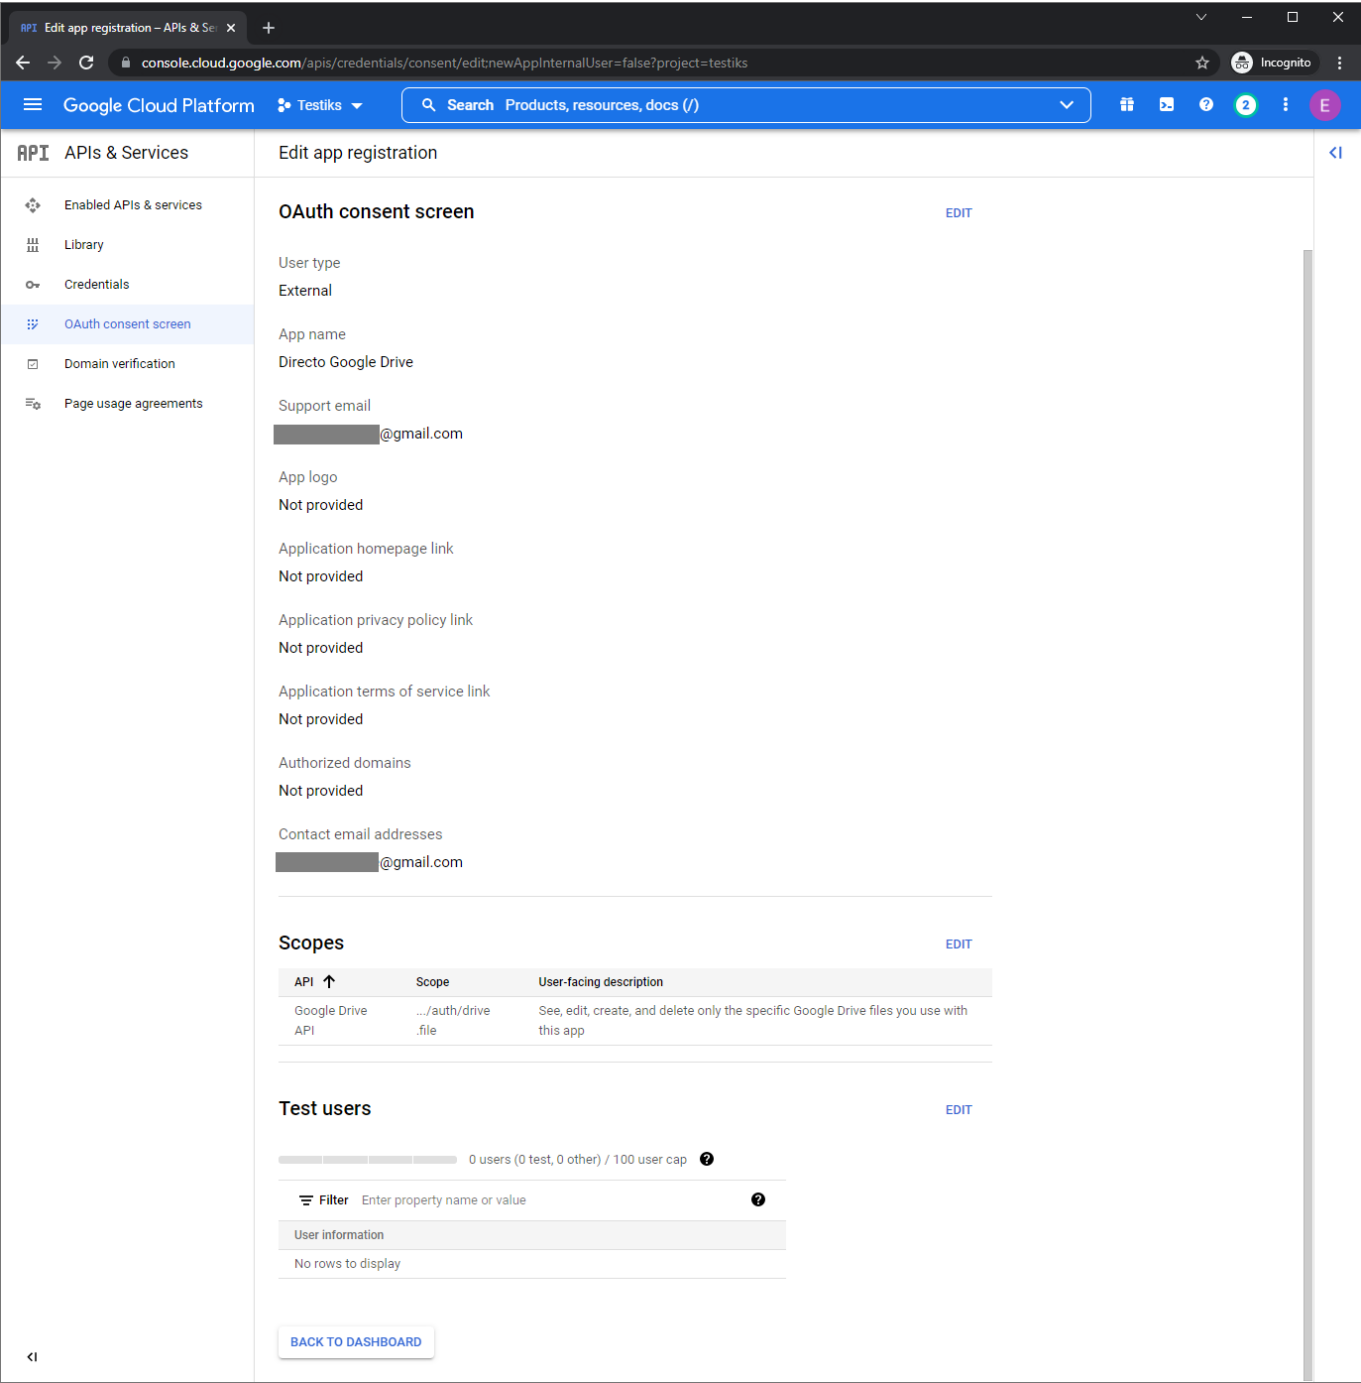 API Edit app registration – APIs & Ser
console.cloud.google.com/apis/credentials/consent/edit;newAppInternalUser=false?project=testiks
Incognito
Google Cloud Platform
Testiks
Search Products, resources, docs (/)
2
E
API APIs & Services
Edit app registration
Enabled APIs & services
Library
Credentials
OAuth consent screen
Domain verification
Page usage agreements
OAuth consent screen
EDIT
User type
External
App name
Directo Google Drive
Support email
@gmail.com
App logo
Not provided
Application homepage link
Not provided
Application privacy policy link
Not provided
Application terms of service link
Not provided
Authorized domains
Not provided
Contact email addresses
@gmail.com
Scopes
EDIT
API Scope User-facing description
Google Drive .../auth/drive See, edit, create, and delete only the specific Google Drive files you use with
API .file this app
Test users
EDIT
0 users (0 test, 0 other) / 100 user cap
Filter Enter property name or value
User information
No rows to display
BACK TO DASHBOARD